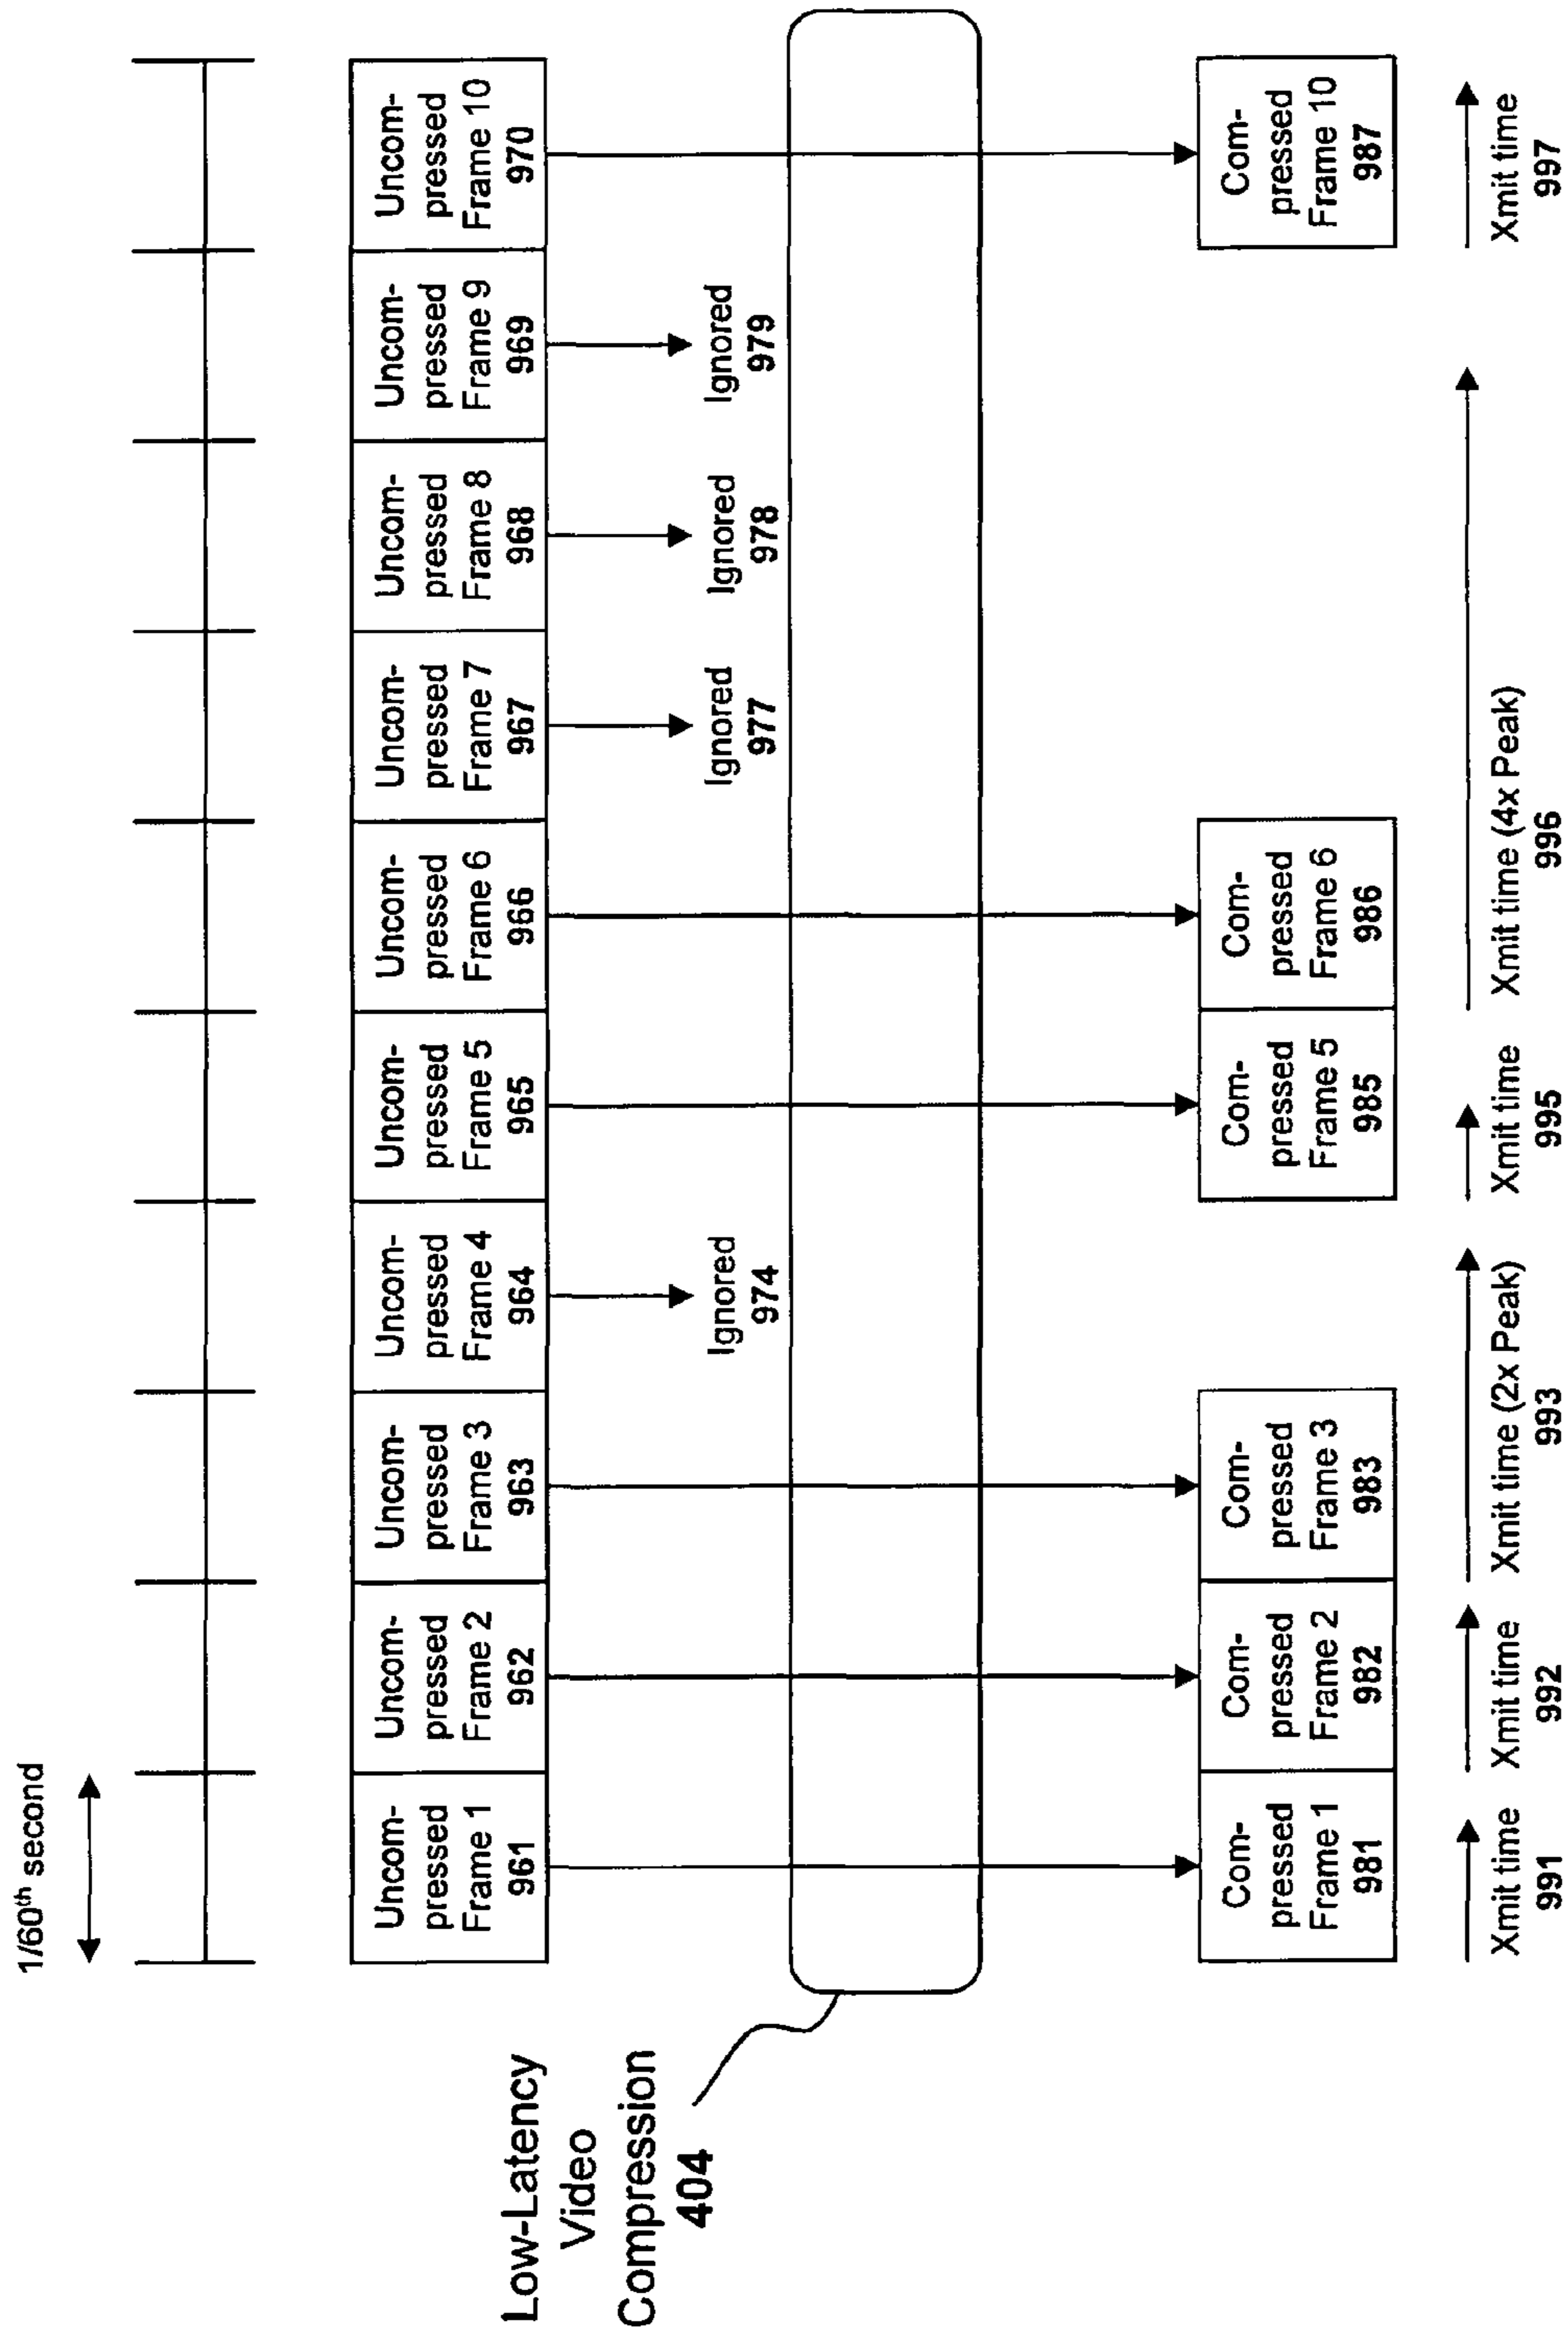 1/60th second
Uncom-
pressed
Frame 1
961
Uncom-
pressed
Frame 2
962
Uncom-
pressed
Frame 3
963
Uncom-
pressed
Frame 4
964
Uncom-
pressed
Frame 5
965
Uncom-
pressed
Frame 6
966
Uncom-
pressed
Frame 7
967
Uncom-
pressed
Frame 8
968
Uncom-
pressed
Frame 9
969
Uncom-
pressed
Frame 10
970
Ignored
974
Ignored
977
Ignored
978
Ignored
979
Low-Latency
Video
Compression
404
Com-
pressed
Frame 1
981
Com-
pressed
Frame 2
982
Com-
pressed
Frame 3
983
Com-
pressed
Frame 5
985
Com-
pressed
Frame 6
986
Com-
pressed
Frame 10
987
Xmit time
991
Xmit time
992
Xmit time (2x Peak)
993
Xmit time
995
Xmit time (4x Peak)
996
Xmit time
997